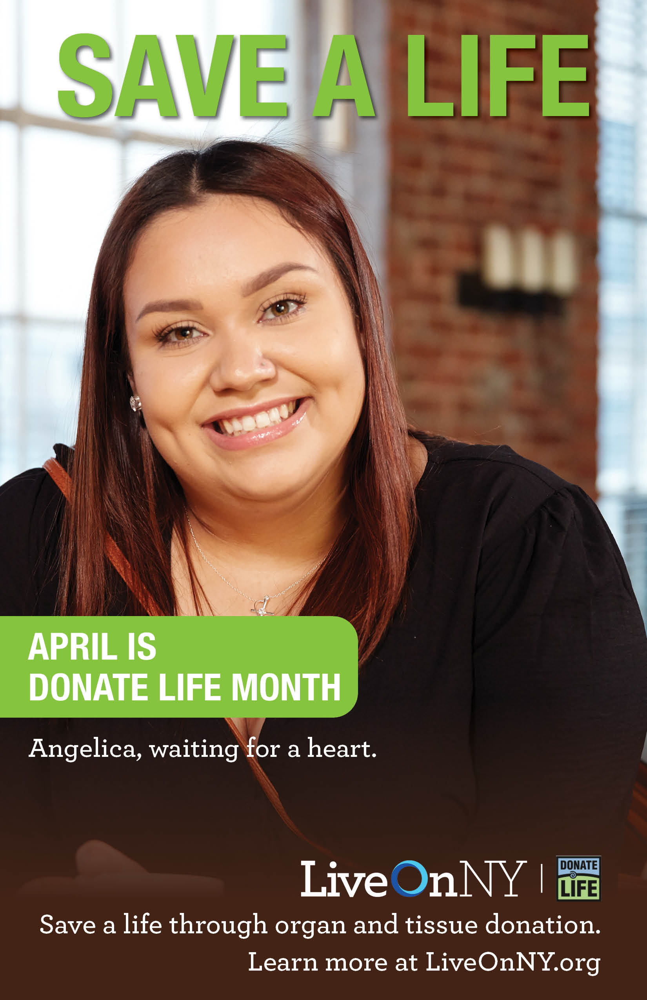 SAVE A LIFE
APRIL IS
DONATE LIFE MONTH
Angelica, waiting for a heart.
LiveOnNY
DONATE
LIFE
Save a life through organ and tissue donation.
Learn more at LiveOnNY.org